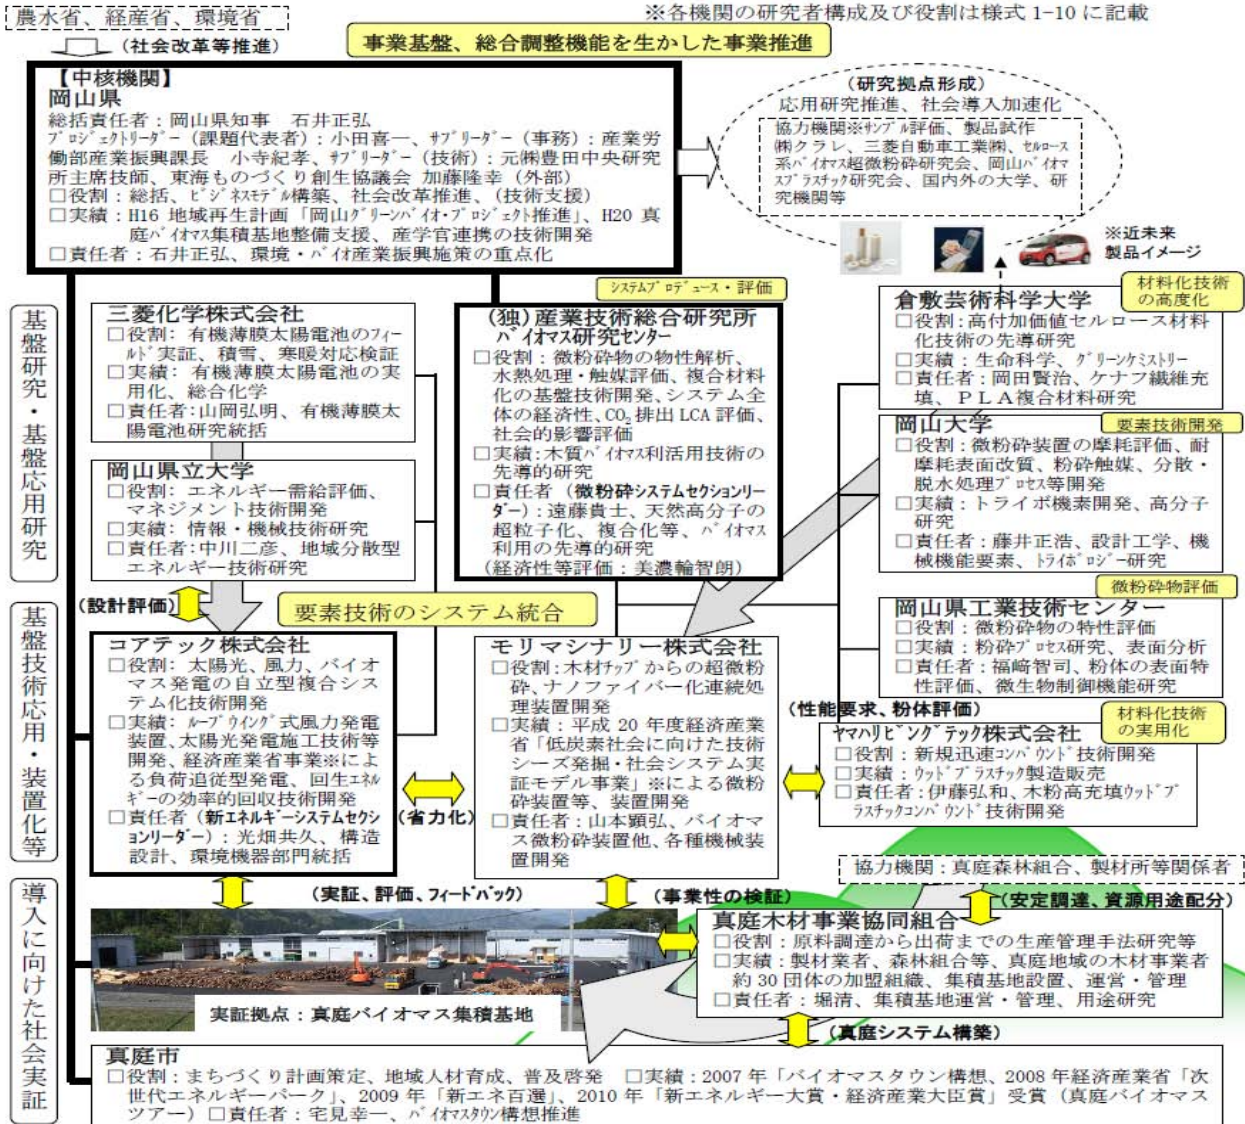 農水省、経産省、環境省
※各機関の研究者構成及び役割は様式 1-10 に記載
(社会改革等推進)
事業基盤、総合調整機能を生かした事業推進
【中核機関】
岡山県
総括責任者：岡山県知事 石井正弘
プロジェクトリーダー（課題代表者）：小田喜一、サブリーダー（事務）：産業労
働部産業振興課長 小寺紀孝、サブリーダー（技術）：元㈱豊田中央研究
所主席技師、東海ものづくり創生協議会 加藤隆幸（外部）
□役割：総括、ビジネスモデル構築、社会改革推進、（技術支援）
□実績：H16 地域再生計画「岡山グリーンバイオ・プロジェクト推進」、H20 真
庭バイオマス集積基地整備支援、産学官連携の技術開発
□責任者：石井正弘、環境・バイオ産業振興施策の重点化
(研究拠点形成)
応用研究推進、社会導入加速化
協力機関※サンプル評価、製品試作
㈱クラレ、三菱自動車工業㈱、セルロース
系バイオマス超微粉砕研究会、岡山バイオマ
スプラスチック研究会、国内外の大学、研
究機関等
※近未来
製品イメージ
基盤研究・基盤応用研究
三菱化学株式会社
□役割：有機薄膜太陽電池のフィー
ルド実証、積雪、寒暖対応検証
□実績：有機薄膜太陽電池の実
用化、総合化学
□責任者：山岡弘明、有機薄膜太
陽電池研究統括
岡山県立大学
□役割：エネルギー需給評価、
マネジメント技術開発
□実績：情報・機械技術研究
□責任者：中川二彦、地域分散型
エネルギー技術研究
システムプロデュース・評価
(独)産業技術総合研究所
バイオマス研究センター
□役割：微粉砕物の物性解析、
水熱処理・触媒評価、複合材料
化の基盤技術開発、システム全
体の経済性、CO₂ 排出 LCA 評価、
社会的影響評価
□実績：木質バイオマス利活用技術の
先導的研究
□責任者（微粉砕システムセクションリー
ダー）：遠藤貴士、天然高分子の
超粒子化、複合化等、バイオマス
利用の先導的研究
(経済性等評価：美濃輪智朗)
材料化技術
の高度化
倉敷芸術科学大学
□役割：高付加価値セルロース材料
化技術の先導研究
□実績：生命科学、グリーンケミストリー
□責任者：岡田賢治、ケナフ繊維充
填、ＰＬＡ複合材料研究
要素技術開発
岡山大学
□役割：微粉砕装置の摩耗評価、耐
摩耗表面改質、粉砕触媒、分散・
脱水処理プロセス等開発
□実績：トライボ機素開発、高分子
研究
□責任者：藤井正浩、設計工学、機
械機能要素、トライボロジー研究
微粉砕物評価
岡山県工業技術センター
□役割：微粉砕物の特性評価
□実績：粉砕プロセス研究、表面分析
□責任者：福崎智司、粉体の表面特
性評価、微生物制御機能研究
(設計評価)
要素技術のシステム統合
基盤技術応用・装置化等
コアテック株式会社
□役割：太陽光、風力、バイオ
マス発電の自立型複合シス
テム化技術開発
□実績：ループウイング式風力発電
装置、太陽光発電施工技術等
開発、経済産業省事業※によ
る負荷追従型発電、回生エネル
ギーの効率的回収技術開発
□責任者（新エネルギーシステムセクシ
ョンリーダー）：光畑共久、構造
設計、環境機器部門統括
(省力化)
モリマシナリー株式会社
□役割：木材チップからの超微粉
砕、ナノファイバー化連続処
理装置開発
□実績：平成 20 年度経済産業
省「低炭素社会に向けた技術
シーズ発掘・社会システム実
証モデル事業」※による微粉
砕装置等、装置開発
□責任者：山本顕弘、バイオマ
ス微粉砕装置他、各種機械装
置開発
(性能要求、粉体評価)
材料化技術
の実用化
ヤマハリビングテック株式会社
□役割：新規迅速コンパウンド技術開発
□実績：ウッドプラスチック製造販売
□責任者：伊藤弘和、木粉高充填ウッドプ
ラスチックコンパウンド技術開発
導入に向けた社会実証
(実証、評価、フィードバック)
(事業性の検証)
協力機関：真庭森林組合、製材所等関係者
(安定調達、資源用途配分)
真庭木材事業協同組合
□役割：原料調達から出荷までの生産管理手法研究等
□実績：製材業者、森林組合等、真庭地域の木材事業者
約 30 団体の加盟組織、集積基地設置、運営・管理
□責任者：堀清、集積基地運営・管理、用途研究
実証拠点：真庭バイオマス集積基地
(真庭システム構築)
真庭市
□役割：まちづくり計画策定、地域人材育成、普及啓発 □実績：2007 年「バイオマスタウン構想、2008 年経済産業省「次
世代エネルギーパーク」、2009 年「新エネ百選」、2010 年「新エネルギー大賞・経済産業大臣賞」受賞（真庭バイオマス
ツアー）□責任者：宅見幸一、バイオマスタウン構想推進